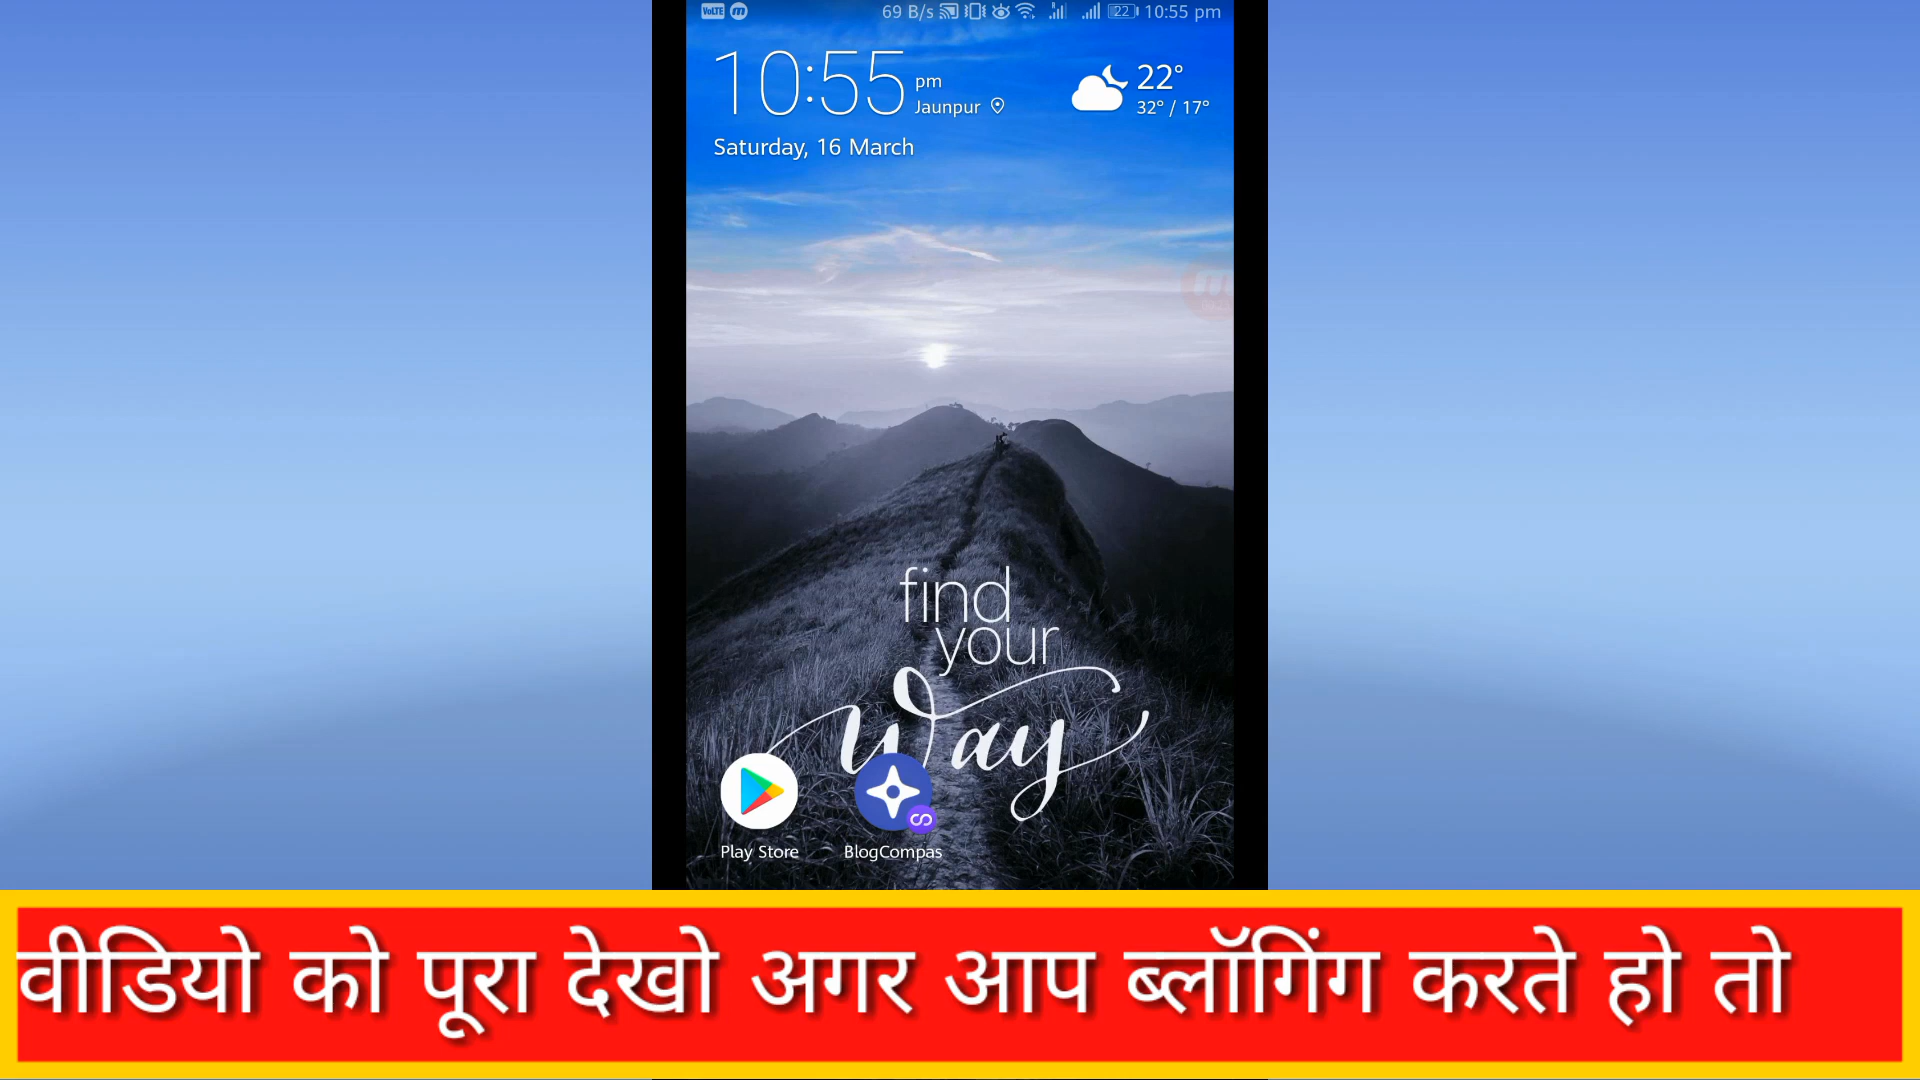 VoLTE 69 B/s 22 10:55 pm
10:55 pm
Jaunpur
22°
32° / 17°
Saturday, 16 March
find
your
way
Play Store
BlogCompas
वीडियो को पूरा देखो अगर आप ब्लॉगिंग करते हो तो